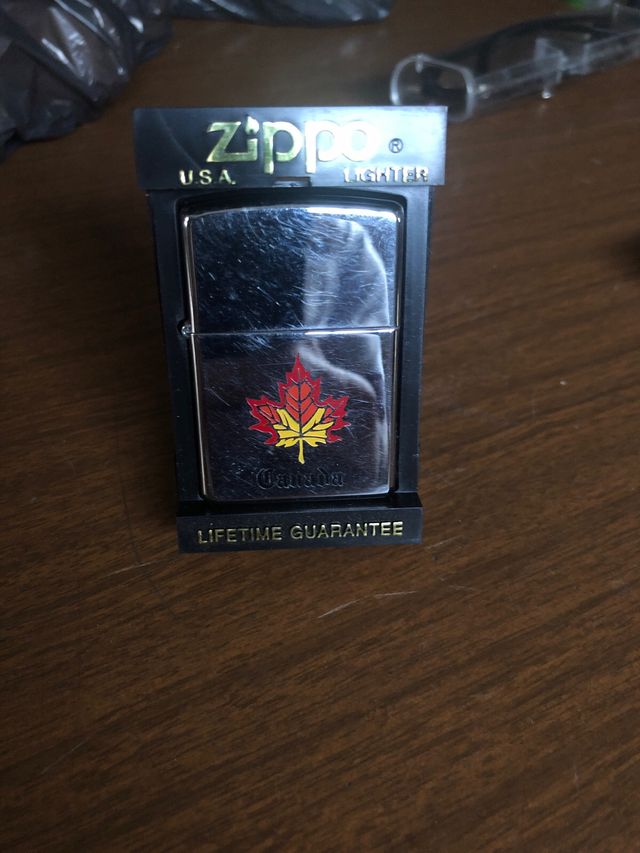 zippo®
U.S.A. LIGHTER
Canada
LIFETIME GUARANTEE